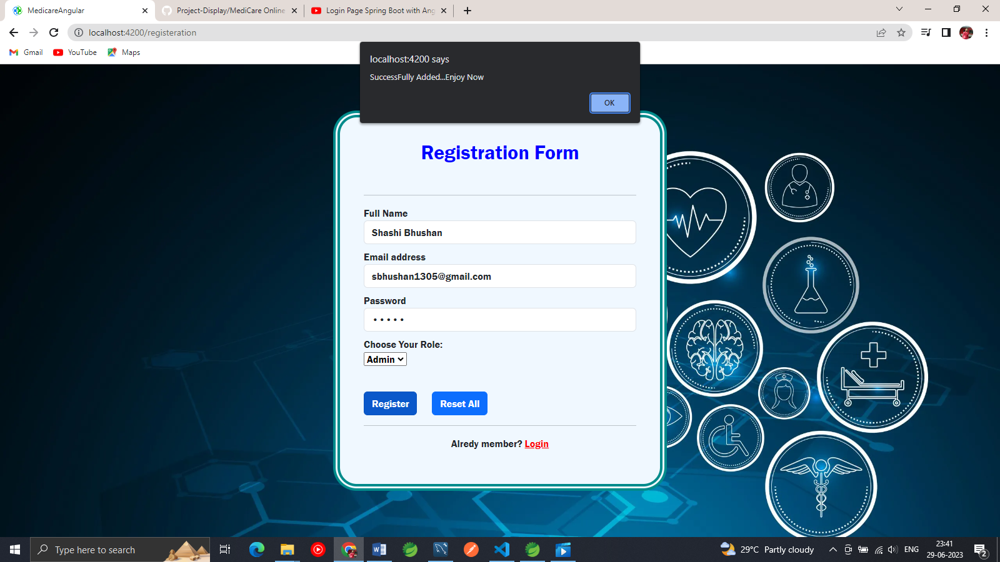 MedicareAngular
Project-Display/MediCare Online
Login Page Spring Boot with Ang
localhost:4200/registeration
Gmail
YouTube
Maps
localhost:4200 says
SuccessFully Added...Enjoy Now
OK
Registration Form
Full Name
Shashi Bhushan
Email address
sbhushan1305@gmail.com
Password
•••••
Choose Your Role:
Admin
Register
Reset All
Alredy member? Login
Type here to search
29°C Partly cloudy
ENG
23:41
29-06-2023
2